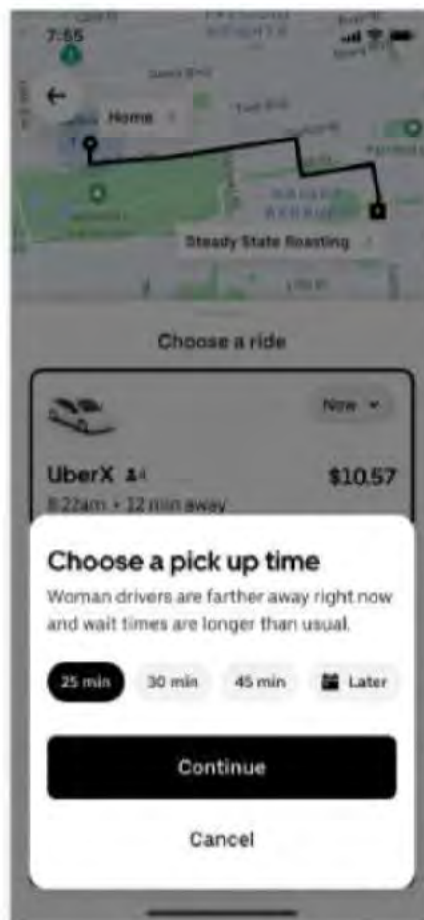 7:55
Home
Steady State Roasting
Choose a ride
Now
UberX 4
$10.57
8:22am • 12 min away
Choose a pick up time
Woman drivers are farther away right now
and wait times are longer than usual.
25 min
30 min
45 min
Later
Continue
Cancel